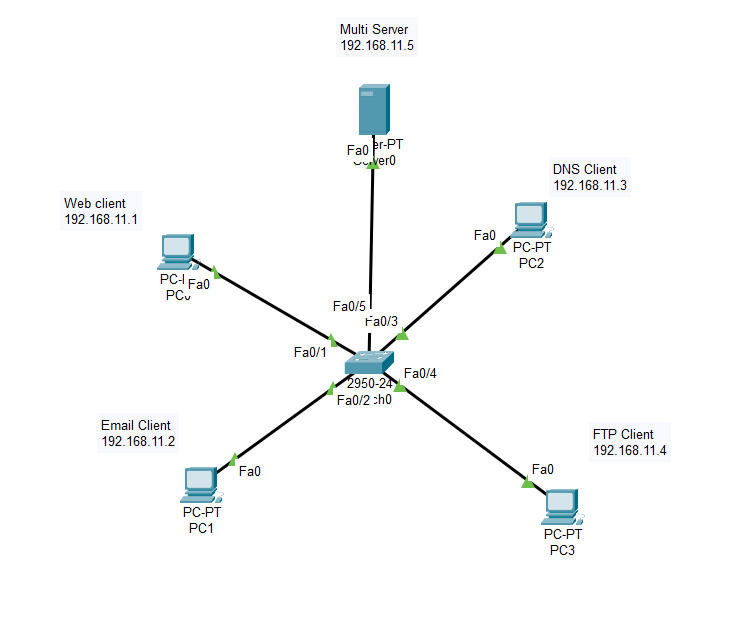 Multi Server
192.168.11.5
Fa0
er-PT
DNS Client
192.168.11.3
Web client
192.168.11.1
Fa0
PC-PT
PC2
Fa0
Fa0/5
Fa0/3
Fa0/1
Fa0/4
2950-24
Fa0/2
Email Client
192.168.11.2
FTP Client
192.168.11.4
Fa0
Fa0
PC-PT
PC1
PC-PT
PC3